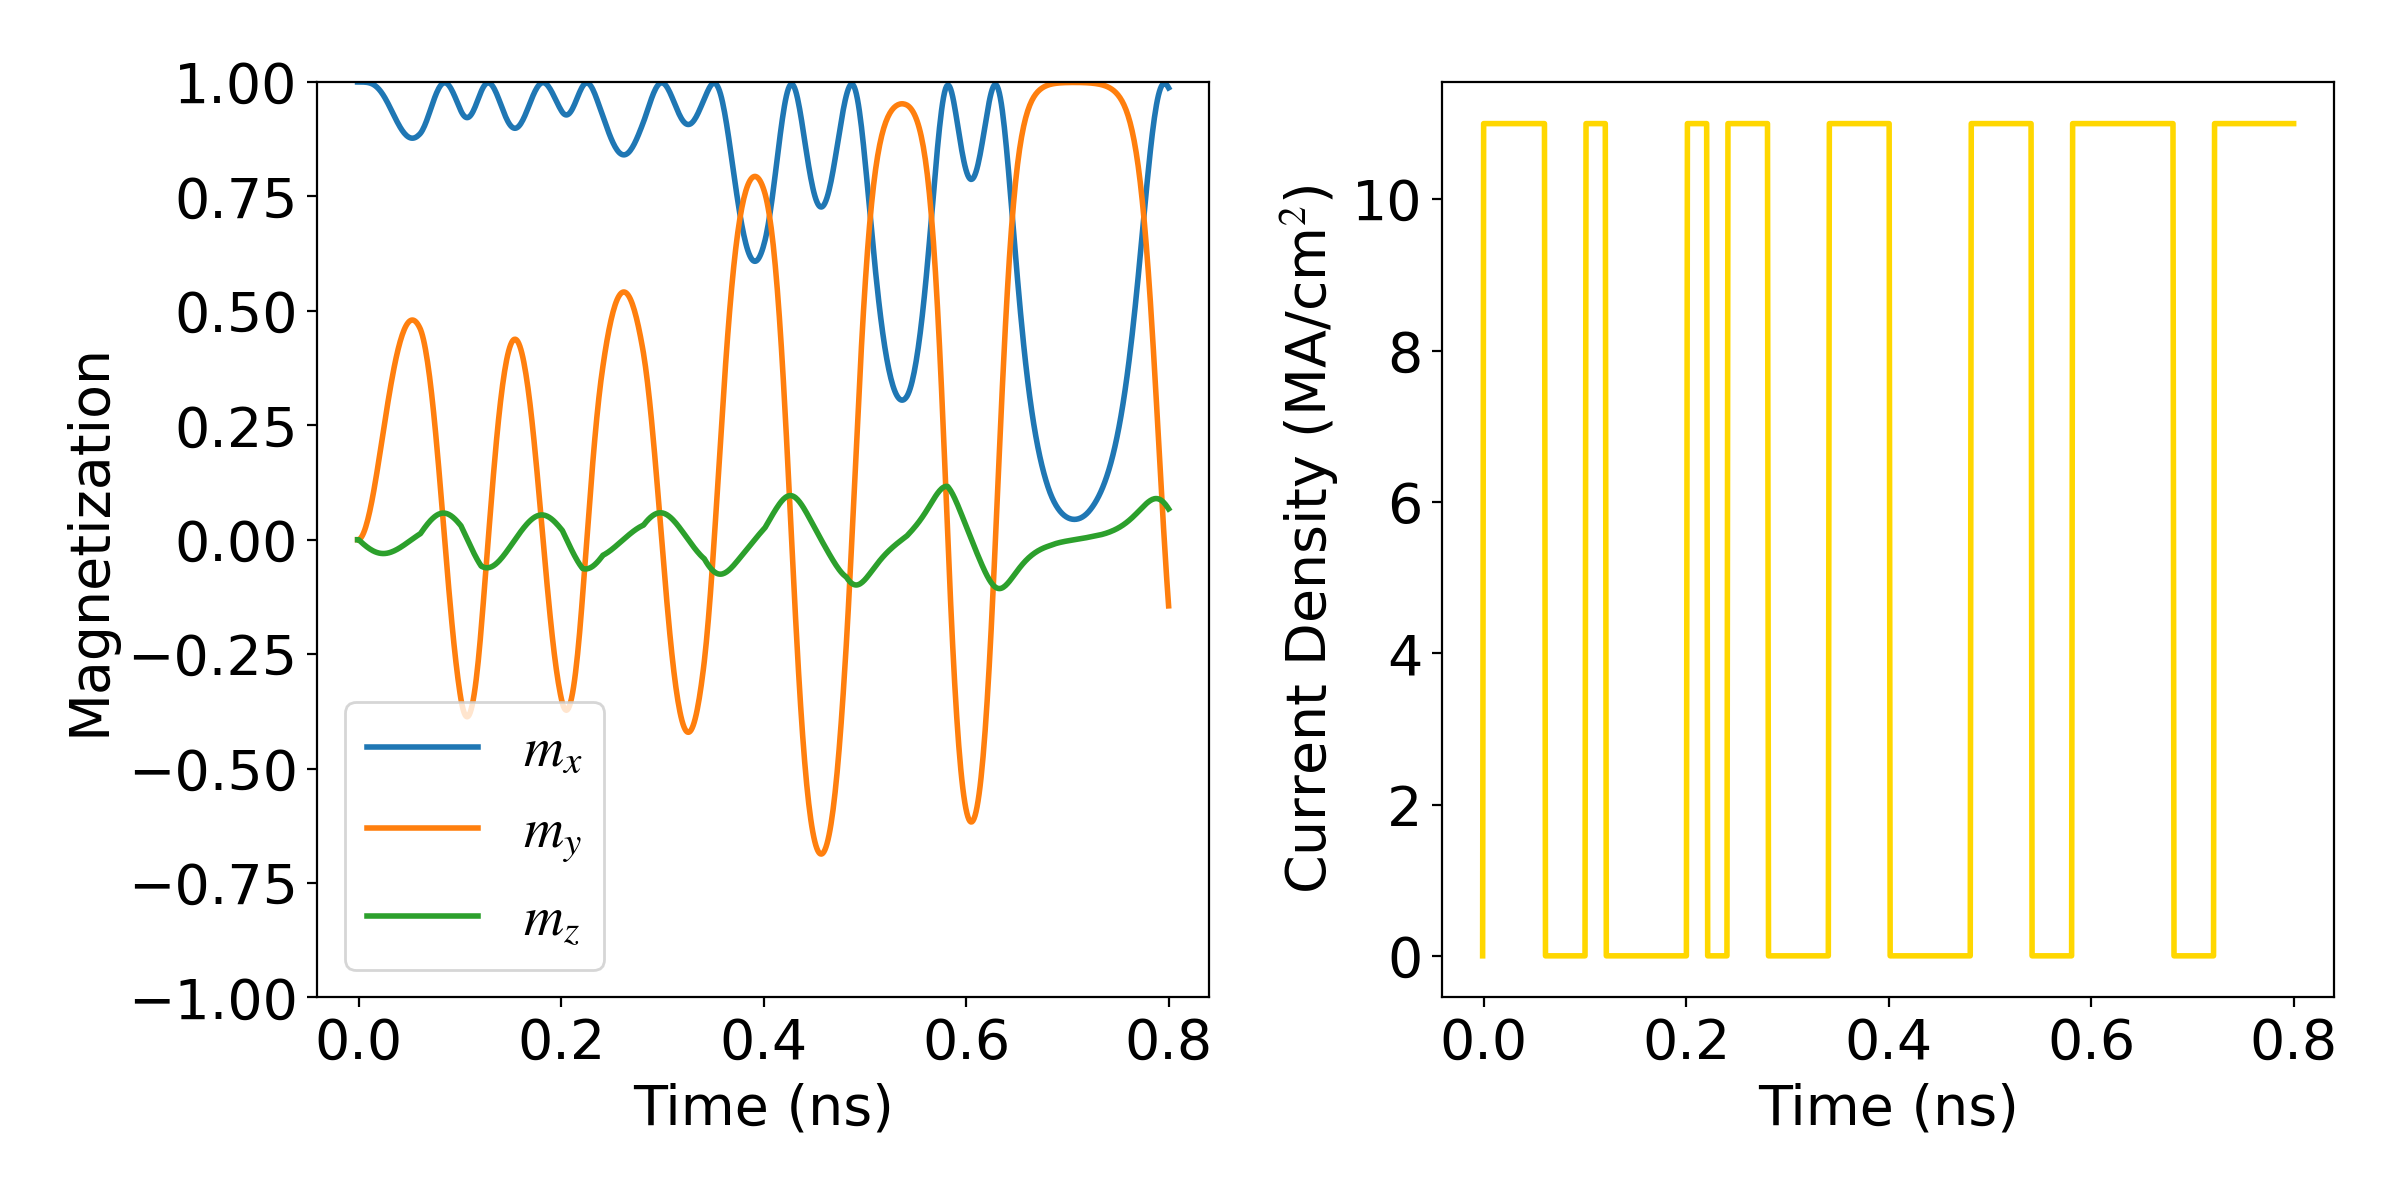 Magnetization
1.00
0.75
0.50
0.25
0.00
−0.25
−0.50
−0.75
−1.00
m_x
m_y
m_z
0.0 0.2 0.4 0.6 0.8
Time (ns)
Current Density (MA/cm²)
10
8
6
4
2
0
0.0 0.2 0.4 0.6 0.8
Time (ns)